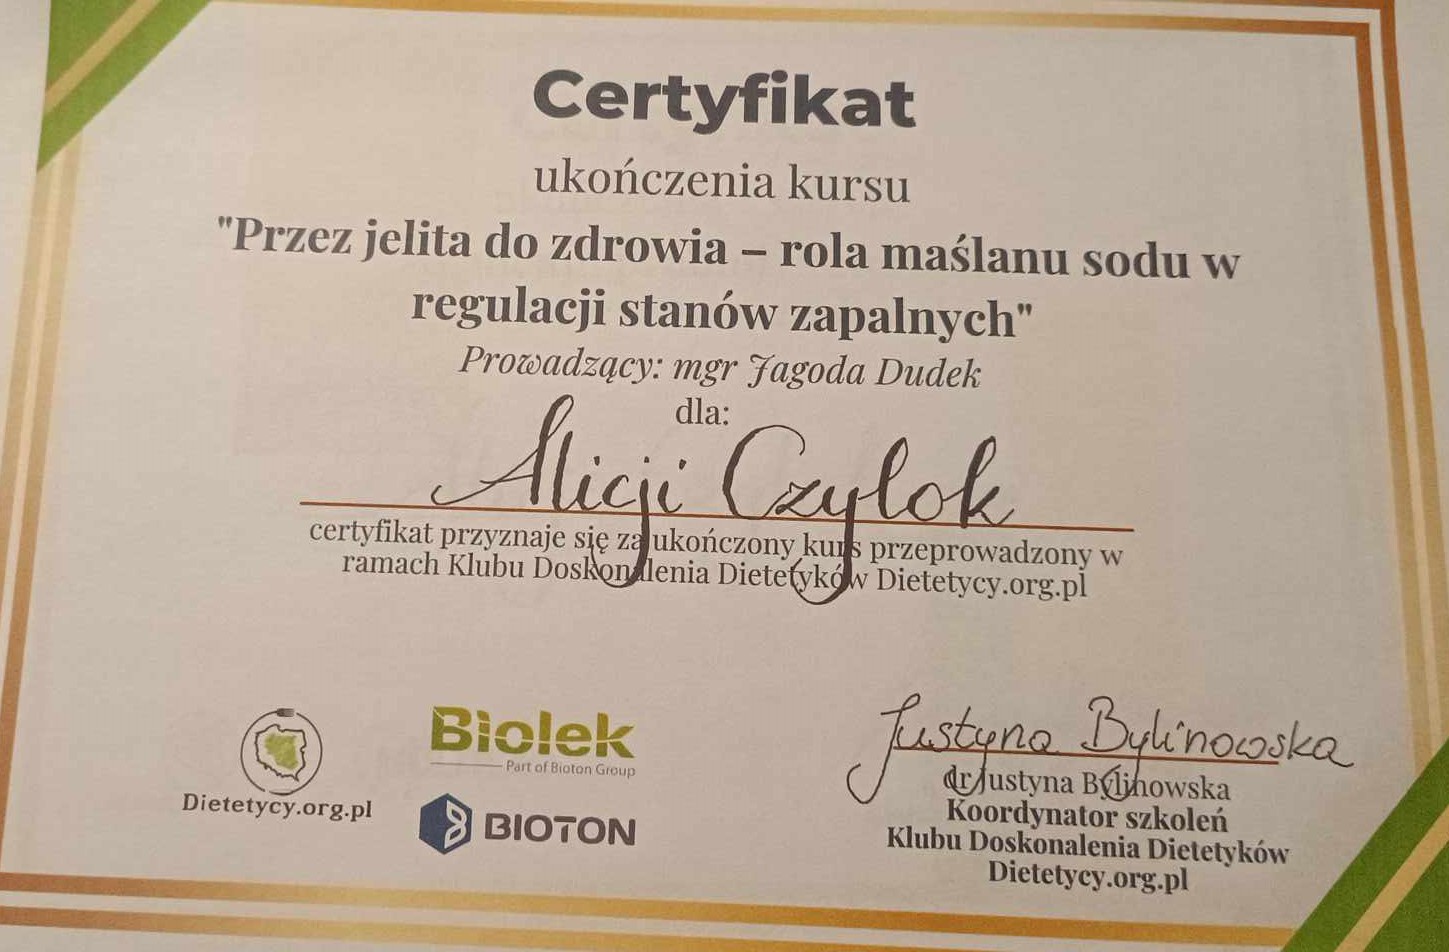 Certyfikat
ukończenia kursu
"Przez jelita do zdrowia – rola maślanu sodu w
regulacji stanów zapalnych"
Prowadzący: mgr Jagoda Dudek
dla:
Alicji Czylok
certyfikat przyznaje się za ukończony kurs przeprowadzony w
ramach Klubu Doskonalenia Dietetyków Dietetycy.org.pl
Dietetycy.org.pl
Biolek
Part of Bioton Group
BIOTON
Justyna Bylinowska
dr Justyna Bylinowska
Koordynator szkoleń
Klubu Doskonalenia Dietetyków
Dietetycy.org.pl